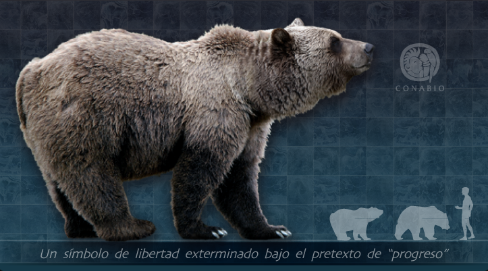 CONABIO
Un símbolo de libertad exterminado bajo el pretexto de “progreso”